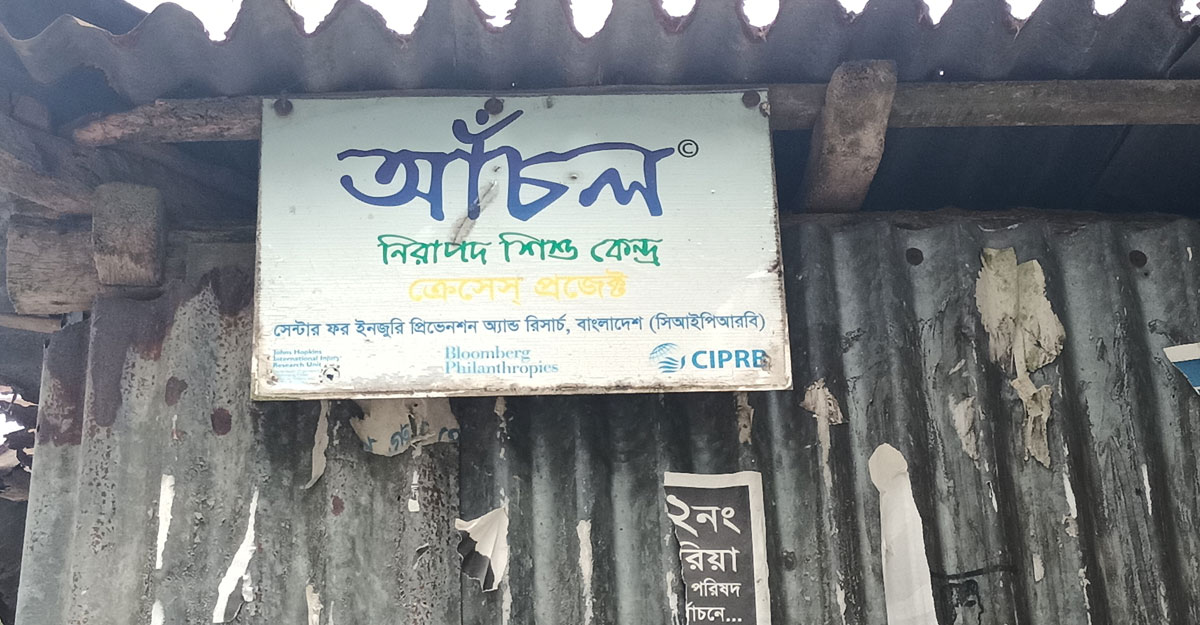 আঁচল ©
নিরাপদ শিশু কেন্দ্র
ক্রেসেস্ প্রজেক্ট
সেন্টার ফর ইনজুরি প্রিভেনশন অ্যান্ড রিসার্চ, বাংলাদেশ (সিআইপিআরবি)
Johns Hopkins
International Injury
Research Unit
Bloomberg
Philanthropies
CIPRB
২নং
রিয়া
পরিষদ
চনে...